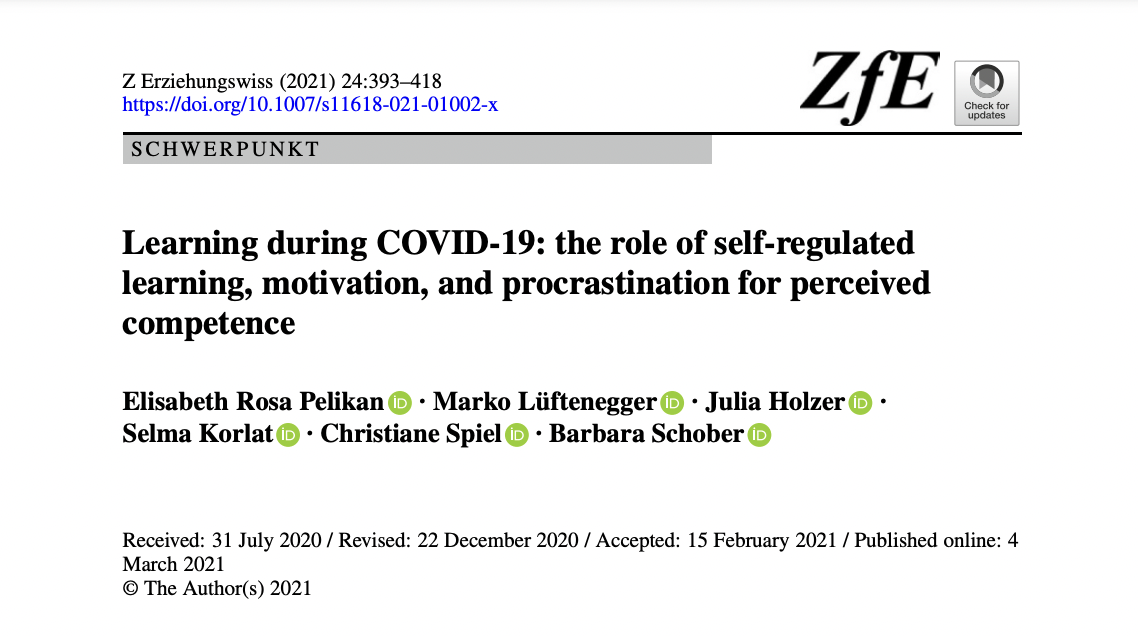 Z Erziehungswiss (2021) 24:393–418
https://doi.org/10.1007/s11618-021-01002-x
ZfE
Check for
updates
SCHWERPUNKT
Learning during COVID-19: the role of self-regulated
learning, motivation, and procrastination for perceived
competence
Elisabeth Rosa Pelikan iD · Marko Lüftenegger iD · Julia Holzer iD ·
Selma Korlat iD · Christiane Spiel iD · Barbara Schober iD
Received: 31 July 2020 / Revised: 22 December 2020 / Accepted: 15 February 2021 / Published online: 4
March 2021
© The Author(s) 2021